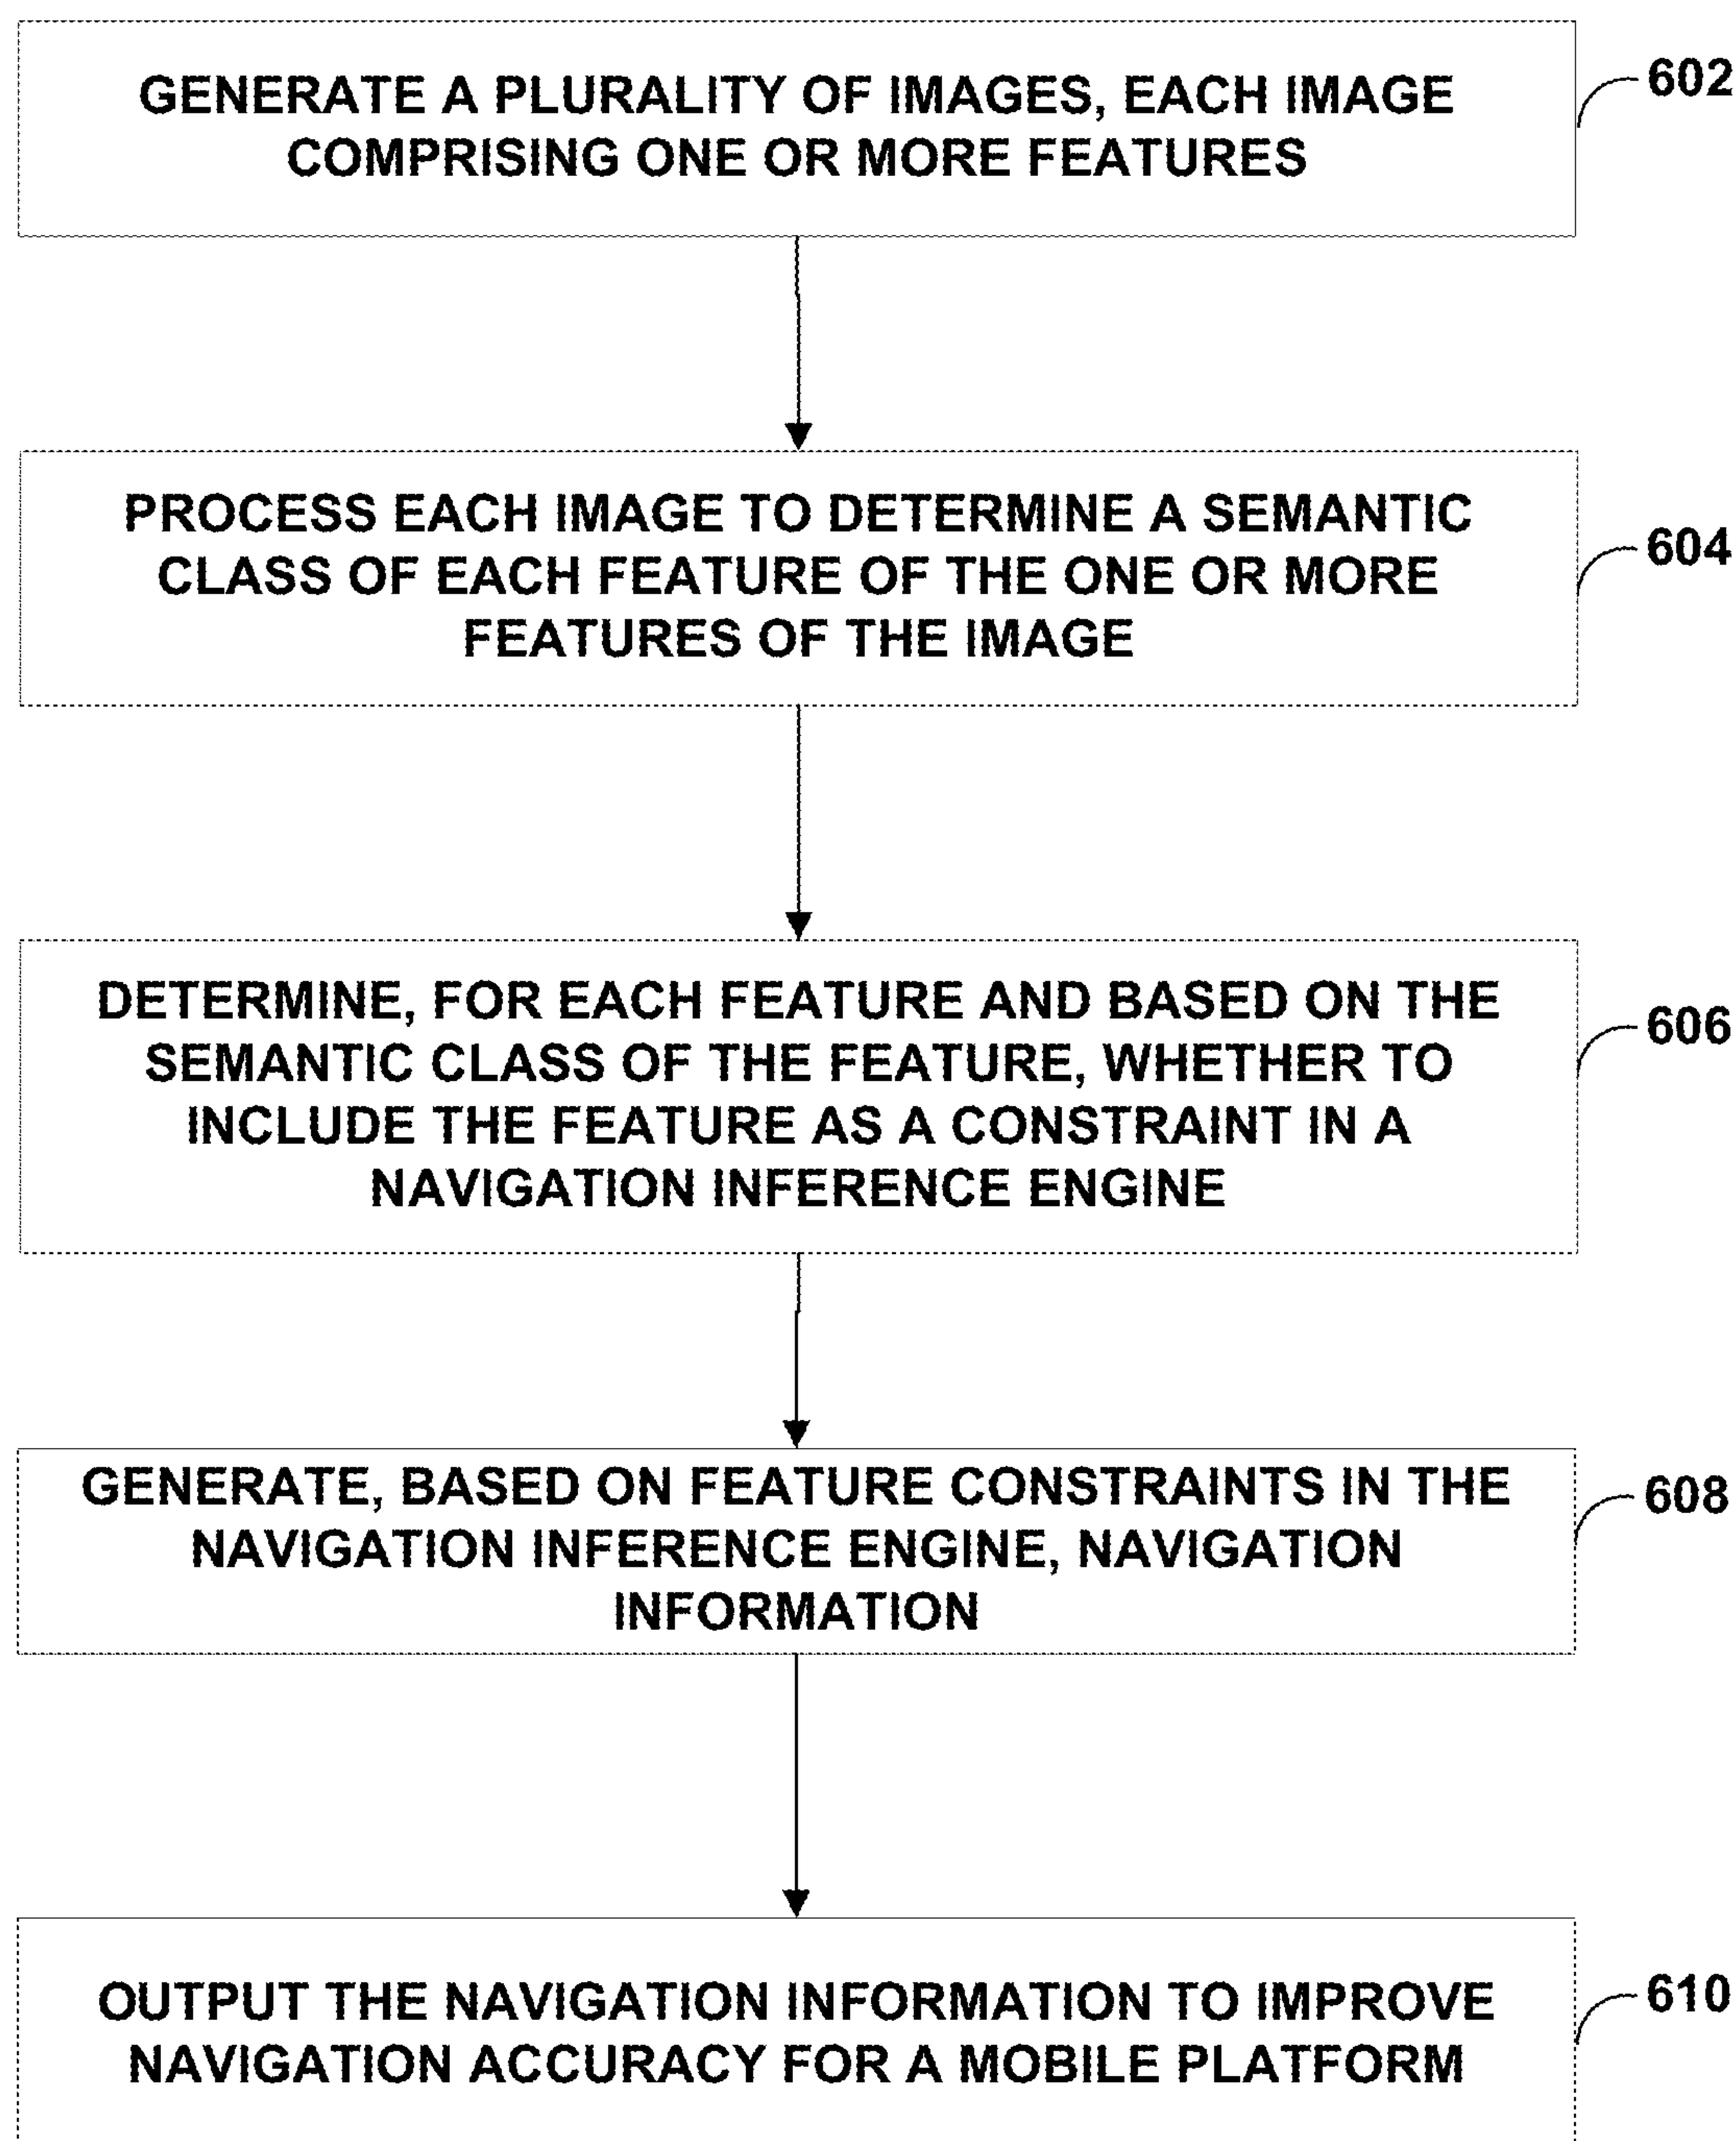 GENERATE A PLURALITY OF IMAGES, EACH IMAGE
COMPRISING ONE OR MORE FEATURES
602
PROCESS EACH IMAGE TO DETERMINE A SEMANTIC
CLASS OF EACH FEATURE OF THE ONE OR MORE
FEATURES OF THE IMAGE
604
DETERMINE, FOR EACH FEATURE AND BASED ON THE
SEMANTIC CLASS OF THE FEATURE, WHETHER TO
INCLUDE THE FEATURE AS A CONSTRAINT IN A
NAVIGATION INFERENCE ENGINE
606
GENERATE, BASED ON FEATURE CONSTRAINTS IN THE
NAVIGATION INFERENCE ENGINE, NAVIGATION
INFORMATION
608
OUTPUT THE NAVIGATION INFORMATION TO IMPROVE
NAVIGATION ACCURACY FOR A MOBILE PLATFORM
610